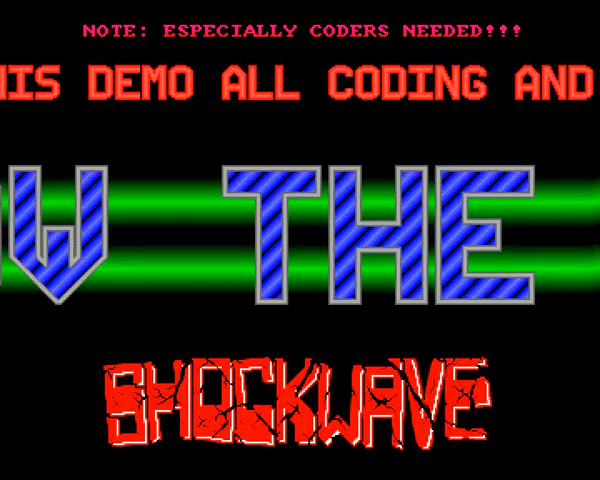 NOTE: ESPECIALLY CODERS NEEDED!!!
HIS DEMO ALL CODING AND
W THE
SHOCKWAVE